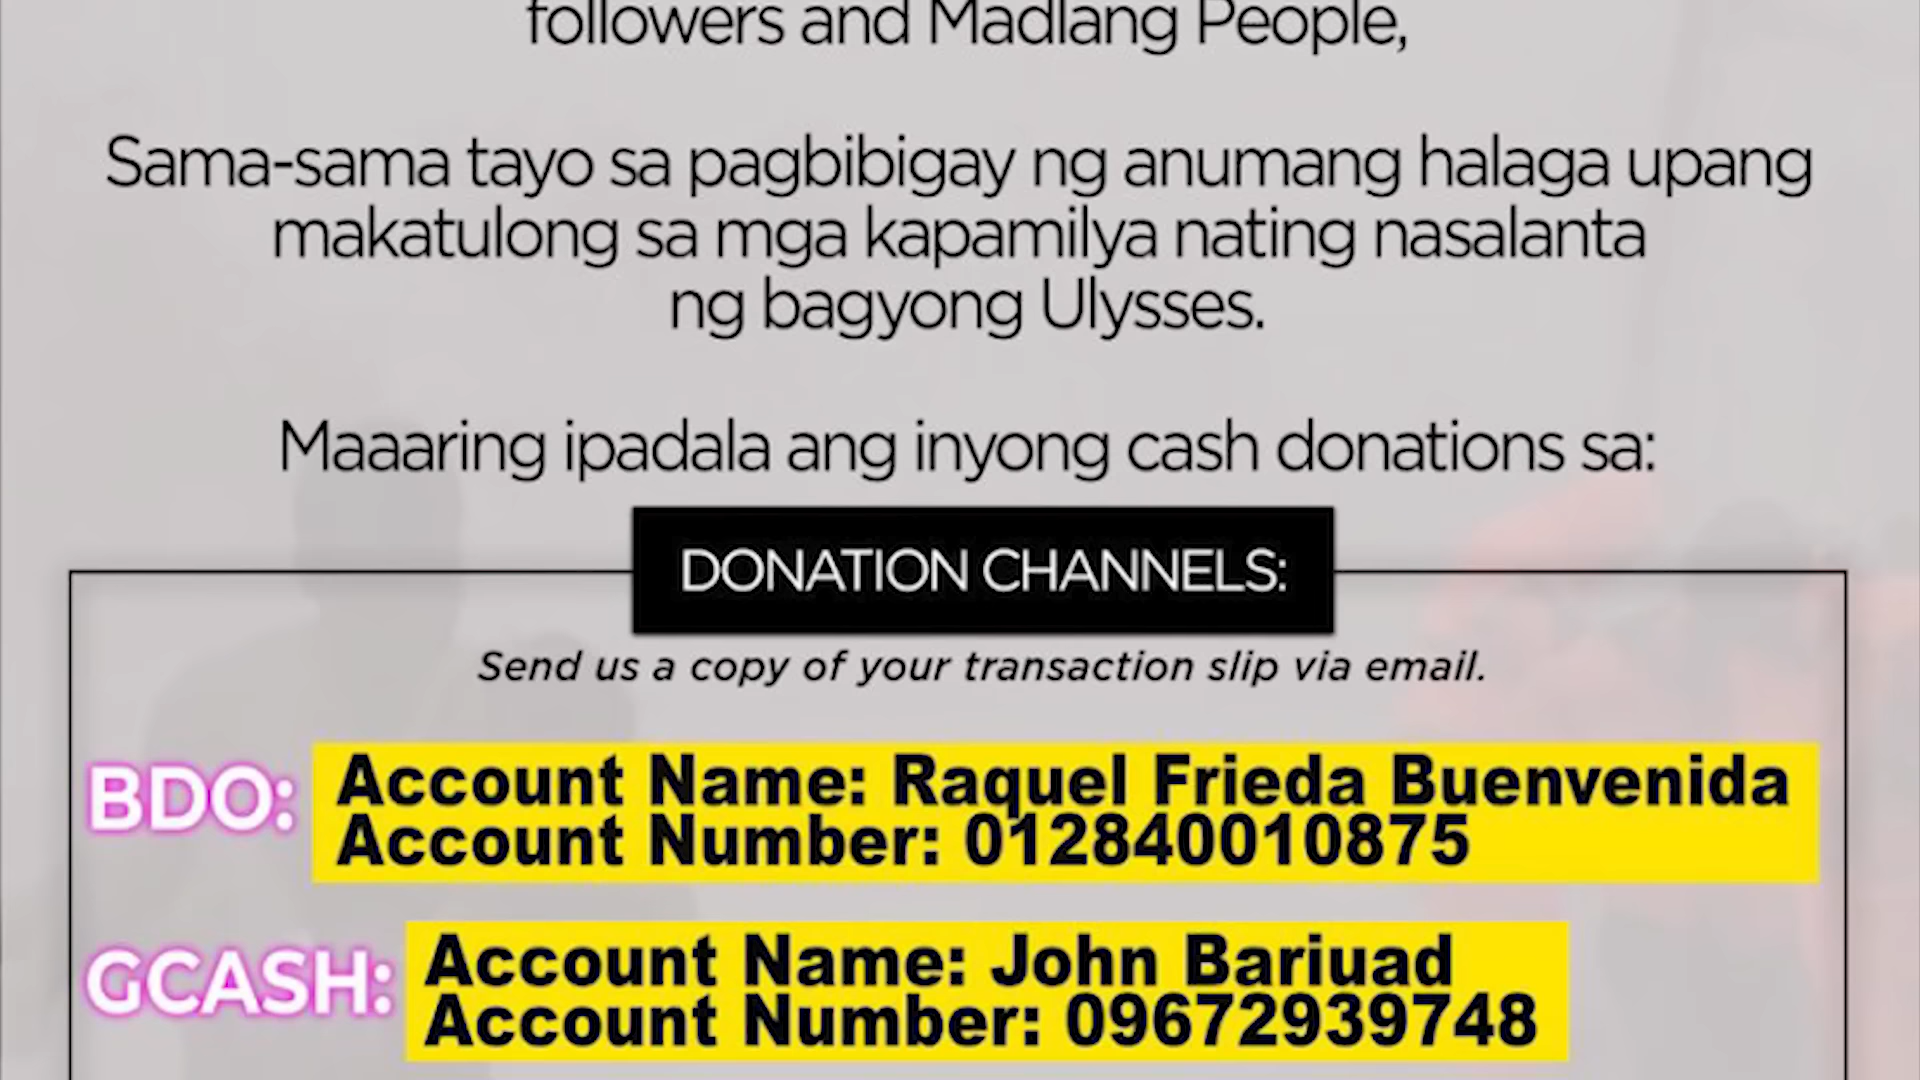 followers and Madlang People,
Sama-sama tayo sa pagbibigay ng anumang halaga upang
makatulong sa mga kapamilya nating nasalanta
ng bagyong Ulysses.
Maaaring ipadala ang inyong cash donations sa:
DONATION CHANNELS:
Send us a copy of your transaction slip via email.
BDO:
Account Name: Raquel Frieda Buenvenida
Account Number: 012840010875
GCASH:
Account Name: John Bariuad
Account Number: 09672939748